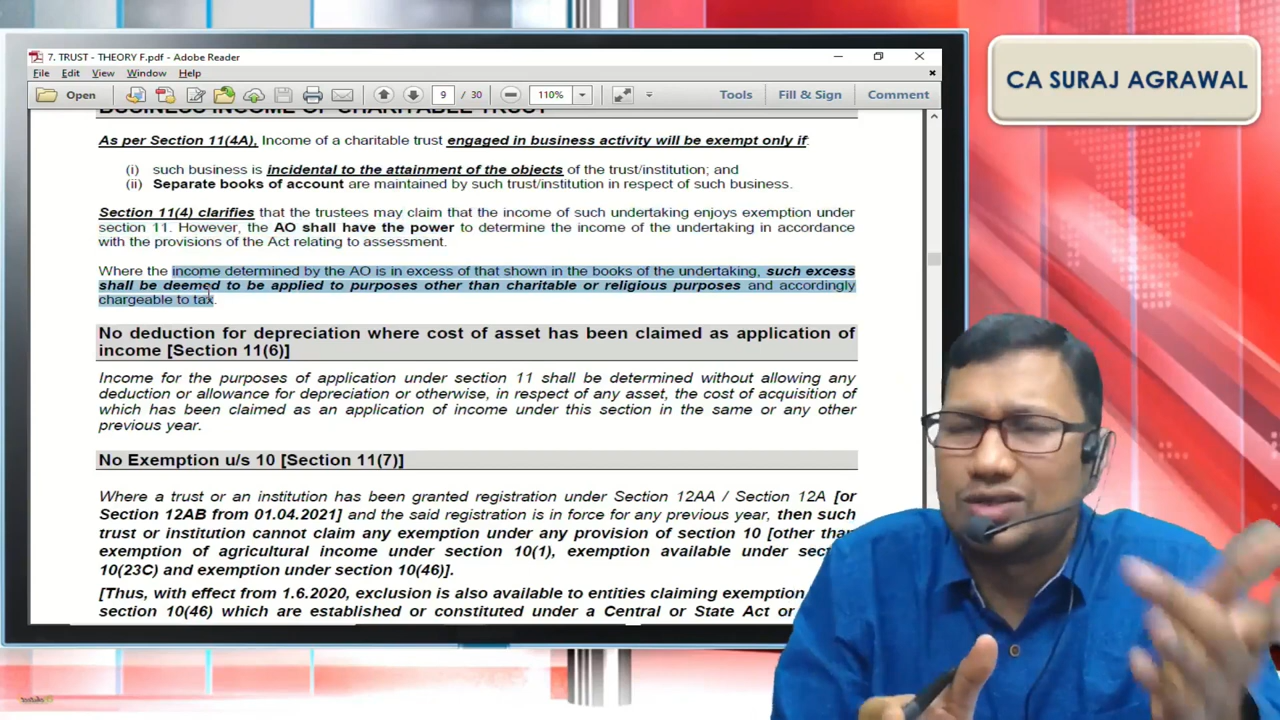 7. TRUST - THEORY F.pdf - Adobe Reader
CA SURAJ AGRAWAL
File Edit View Window Help
Open 9 / 30 110% Tools Fill & Sign Comment
BUSINESS INCOME OF CHARITABLE TRUST
As per Section 11(4A), Income of a charitable trust engaged in business activity will be exempt only if
(i) such business is incidental to the attainment of the objects of the trust/institution; and
(ii) Separate books of account are maintained by such trust/institution in respect of such business.
Section 11(4) clarifies that the trustees may claim that the income of such undertaking enjoys exemption under
section 11. However, the AO shall have the power to determine the income of the undertaking in accordance
with the provisions of the Act relating to assessment.
Where the income determined by the AO is in excess of that shown in the books of the undertaking, such excess
shall be deemed to be applied to purposes other than charitable or religious purposes and accordingly
chargeable to tax.
No deduction for depreciation where cost of asset has been claimed as application of
income [Section 11(6)]
Income for the purposes of application under section 11 shall be determined without allowing any
deduction or allowance for depreciation or otherwise, in respect of any asset, the cost of acquisition
of which has been claimed as an application of income under this section in the same or any other
previous year.
No Exemption u/s 10 [Section 11(7)]
Where a trust or an institution has been granted registration under Section 12AA / Section 12A [or
Section 12AB from 01.04.2021] and the said registration is in force for any previous year, then such
trust or institution cannot claim any exemption under any provision of section 10 [other than
exemption of agricultural income under section 10(1), exemption available under
10(23C) and exemption under section 10(46)].
[Thus, with effect from 1.6.2020, exclusion is also available to entities claiming exemption
section 10(46) which are established or constituted under a Central or State Act or